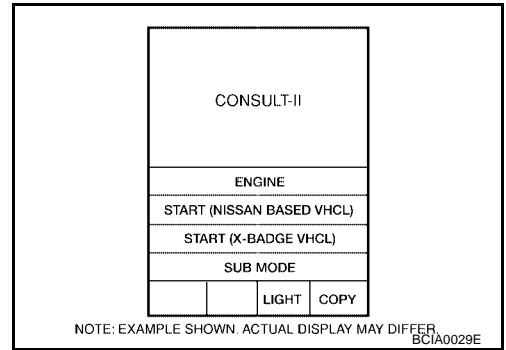 CONSULT-II
ENGINE
START (NISSAN BASED VHCL)
START (X-BADGE VHCL)
SUB MODE
LIGHT COPY
NOTE: EXAMPLE SHOWN. ACTUAL DISPLAY MAY DIFFER.
BCIA0029E